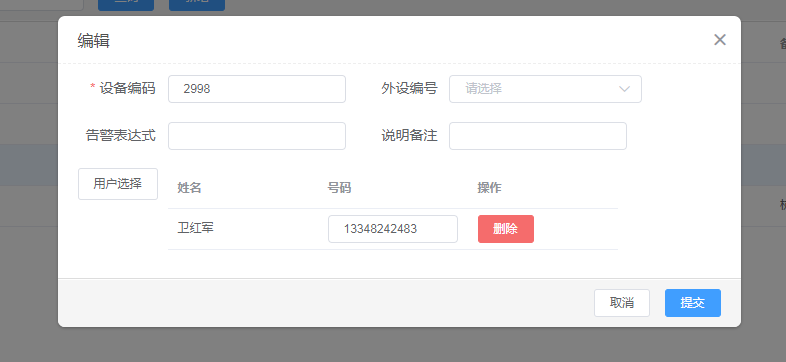 编辑
* 设备编码 2998 外设编号 请选择
告警表达式 说明备注
用户选择 姓名 号码 操作
卫红军 13348242483 删除
取消 提交